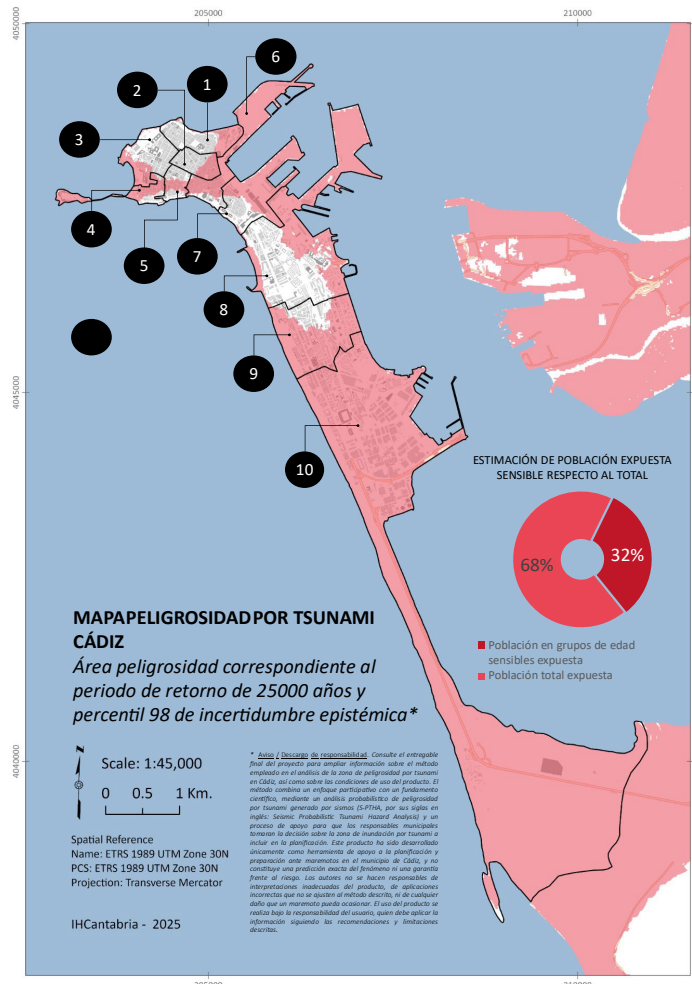 205000
210000
4050000
6
1
2
3
4
5
7
8
9
10
4045000
ESTIMACIÓN DE POBLACIÓN EXPUESTA
SENSIBLE RESPECTO AL TOTAL
32%
68%
Población en grupos de edad
sensibles expuesta
Población total expuesta
MAPAPELIGROSIDADPOR TSUNAMI
CÁDIZ
Área peligrosidad correspondiente al
periodo de retorno de 25000 años y
percentil 98 de incertidumbre epistémica*
N
Scale: 1:45,000
0 0.5 1 Km.
Spatial Reference
Name: ETRS 1989 UTM Zone 30N
PCS: ETRS 1989 UTM Zone 30N
Projection: Transverse Mercator
IHCantabria - 2025
* Aviso / Descargo de responsabilidad. Consulte el entregable
final del proyecto para ampliar información sobre el método
empleado en el análisis de la zona de peligrosidad por tsunami
en Cádiz, así como sobre las condiciones de uso del producto. El
método combina un enfoque participativo con un fundamento
científico, mediante un análisis probabilístico de peligrosidad
por tsunami generado por sismos (S-PTHA, por sus siglas en
inglés: Seismic Probabilistic Tsunami Hazard Analysis) y un
proceso de apoyo para que los responsables municipales
tomaran la decisión sobre la zona de inundación por tsunami a
incluir en la planificación. Este producto ha sido desarrollado
únicamente como herramienta de apoyo a la planificación y
preparación ante maremotos en el municipio de Cádiz, y no
constituye una predicción exacta del fenómeno ni una garantía
frente al riesgo. Los autores no se hacen responsables de
interpretaciones inadecuadas del producto, de aplicaciones
incorrectas que no se ajusten al método descrito, ni de cualquier
daño que un maremoto pueda ocasionar. El uso del producto se
realiza bajo la responsabilidad del usuario, quien debe aplicar la
información siguiendo las recomendaciones y limitaciones
descritas.
4040000
205000
210000